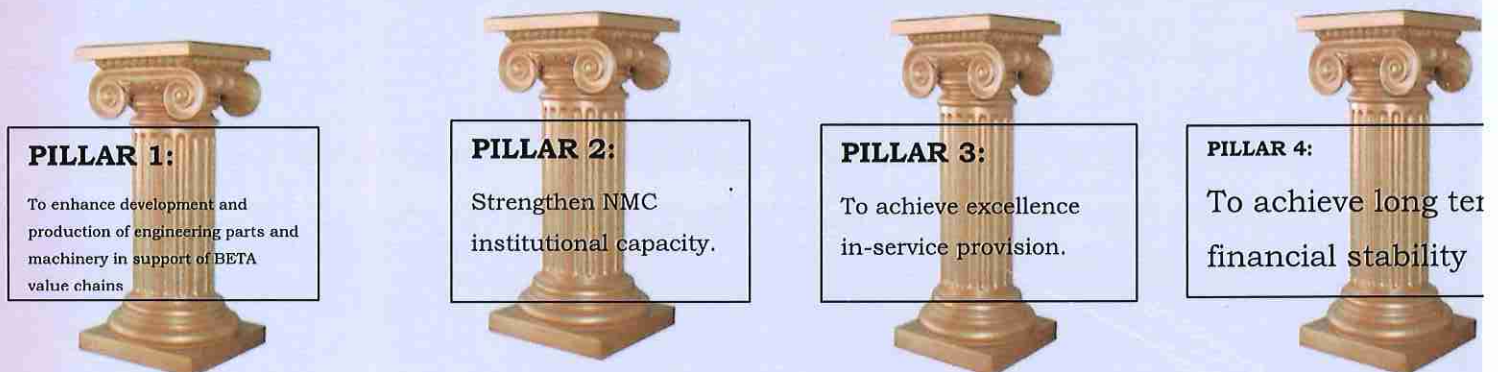 PILLAR 1:
To enhance development and
production of engineering parts and
machinery in support of BETA
value chains
PILLAR 2:
Strengthen NMC
institutional capacity.
PILLAR 3:
To achieve excellence
in-service provision.
PILLAR 4:
To achieve long
financial stability